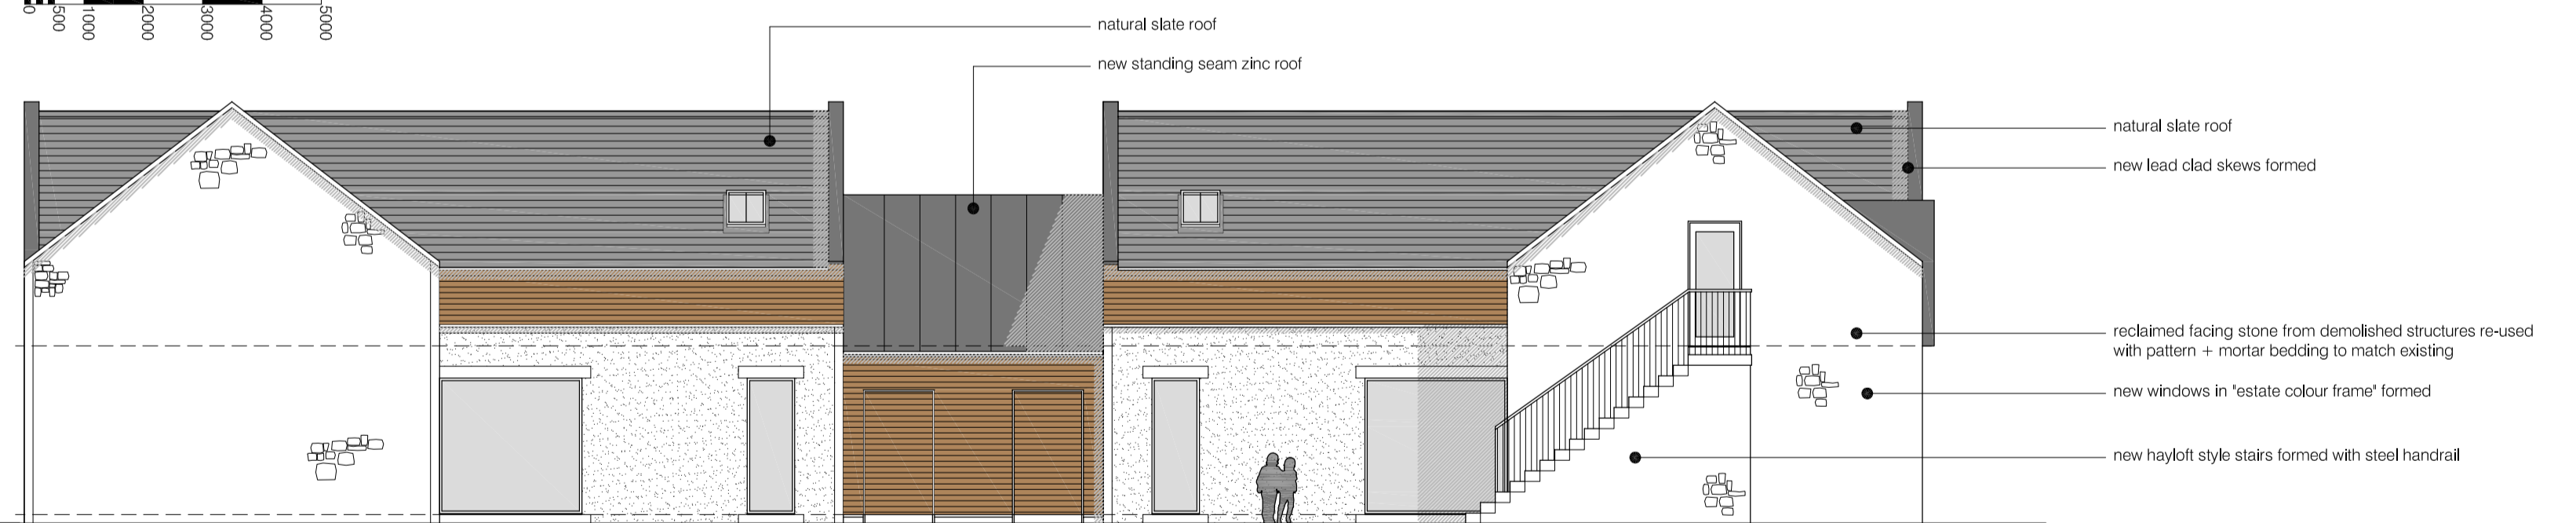 0
500
1000
2000
3000
4000
5000
natural slate roof
new standing seam zinc roof
natural slate roof
new lead clad skews formed
reclaimed facing stone from demolished structures re-used
with pattern + mortar bedding to match existing
new windows in "estate colour frame" formed
new hayloft style stairs formed with steel handrail